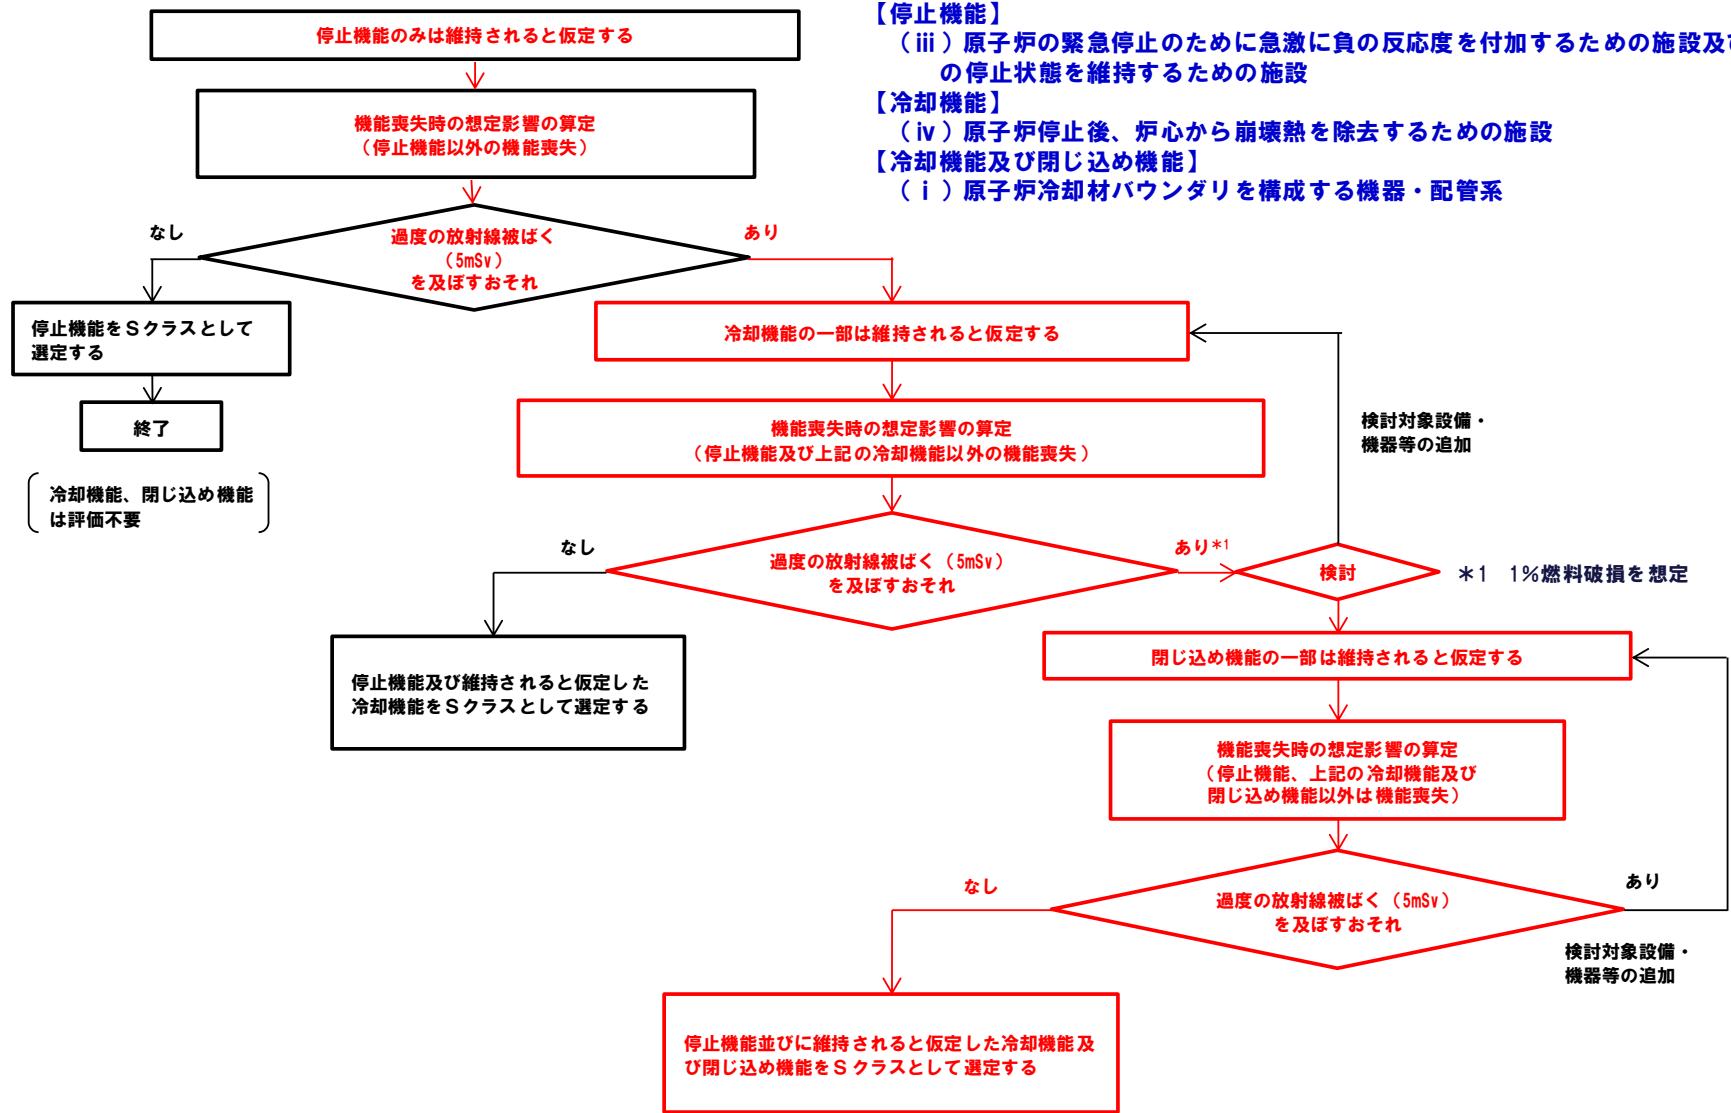 停止機能のみは維持されると仮定する
機能喪失時の想定影響の算定
（停止機能以外の機能喪失）
【停止機能】
（ⅲ）原子炉の緊急停止のために急激に負の反応度を付加するための施設及
の停止状態を維持するための施設
【冷却機能】
（ⅳ）原子炉停止後、炉心から崩壊熱を除去するための施設
【冷却機能及び閉じ込め機能】
（ⅰ）原子炉冷却材バウンダリを構成する機器・配管系
なし
過度の放射線被ばく
（5mSv）
を及ぼすおそれ
あり
停止機能をＳクラスとして
選定する
終了
冷却機能、閉じ込め機能
は評価不要
冷却機能の一部は維持されると仮定する
機能喪失時の想定影響の算定
（停止機能及び上記の冷却機能以外の機能喪失）
検討対象設備・
機器等の追加
なし
過度の放射線被ばく（5mSv）
を及ぼすおそれ
あり*1
検討
＊1　1％燃料破損を想定
停止機能及び維持されると仮定した
冷却機能をＳクラスとして選定する
閉じ込め機能の一部は維持されると仮定する
機能喪失時の想定影響の算定
（停止機能、上記の冷却機能及び
閉じ込め機能以外は機能喪失）
なし
過度の放射線被ばく（5mSv）
を及ぼすおそれ
あり
検討対象設備・
機器等の追加
停止機能並びに維持されると仮定した冷却機能及
び閉じ込め機能をＳクラスとして選定する